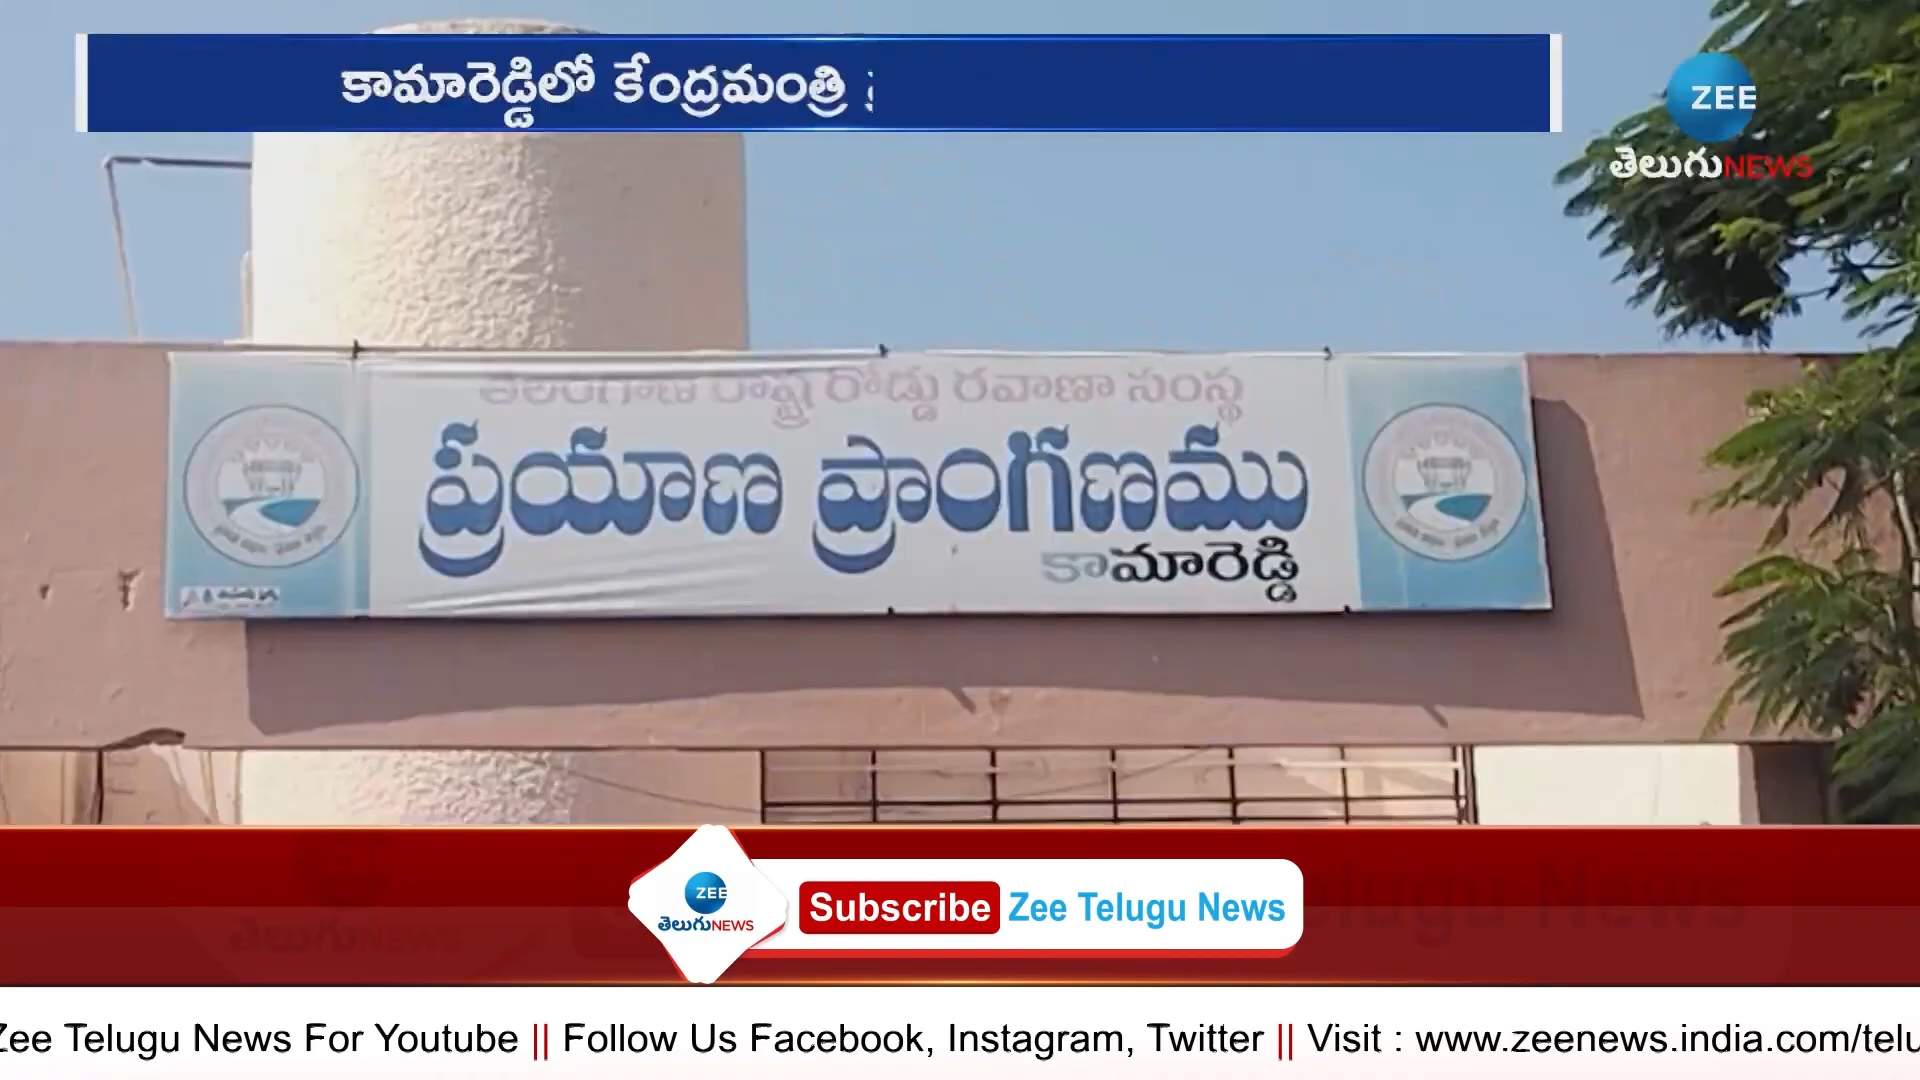 కామారెడ్డిలో కేంద్రమంత్రి
ZEE
తెలుగుNEWS
తెలంగాణ రాష్ట్ర రోడ్డు రవాణా సంస్థ
ప్రయాణ ప్రాంగణము
కామారెడ్డి
ZEE
తెలుగుNEWS
Subscribe Zee Telugu News
Zee Telugu News For Youtube || Follow Us Facebook, Instagram, Twitter || Visit : www.zeenews.india.com/telu